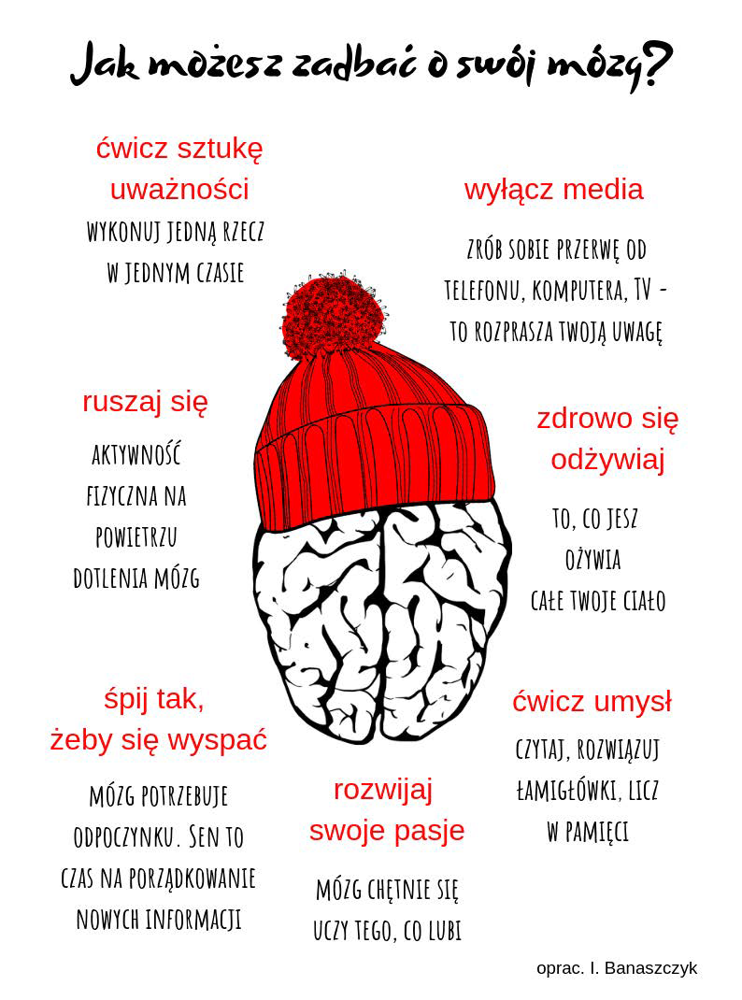 Jak możesz zadbać o swój mózg?
ćwicz sztukę
uważności
WYKONUJ JEDNĄ RZECZ
W JEDNYM CZASIE
wyłącz media
ZRÓB SOBIE PRZERWĘ OD
TELEFONU, KOMPUTERA, TV -
TO ROZPRASZA TWOJĄ UWAGĘ
ruszaj się
AKTYWNOŚĆ
FIZYCZNA NA
POWIETRZU
DOTLENIA MÓZG
zdrowo się
odżywiaj
TO, CO JESZ
OŻYWIA
CAŁE TWOJE CIAŁO
śpij tak,
żeby się wyspać
MÓZG POTRZEBUJE
ODPOCZYNKU. SEN TO
CZAS NA PORZĄDKOWANIE
NOWYCH INFORMACJI
rozwijaj
swoje pasje
MÓZG CHĘTNIE SIĘ
UCZY TEGO, CO LUBI
ćwicz umysł
CZYTAJ, ROZWIĄZUJ
ŁAMIGŁÓWKI, LICZ
W PAMIĘCI
oprac. I. Banaszczyk